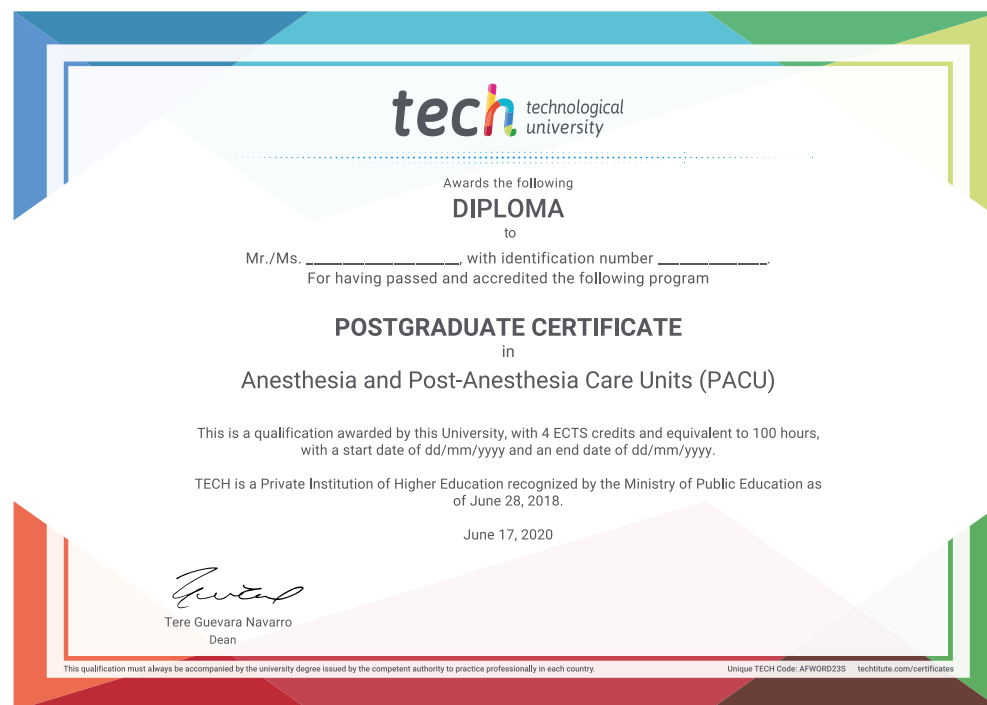 tech technological
university
Awards the following
DIPLOMA
to
Mr./Ms. ____________________, with identification number ______________.
For having passed and accredited the following program
POSTGRADUATE CERTIFICATE
in
Anesthesia and Post-Anesthesia Care Units (PACU)
This is a qualification awarded by this University, with 4 ECTS credits and equivalent to 100 hours,
with a start date of dd/mm/yyyy and an end date of dd/mm/yyyy.
TECH is a Private Institution of Higher Education recognized by the Ministry of Public Education as
of June 28, 2018.
June 17, 2020
Tere Guevara Navarro
Dean
This qualification must always be accompanied by the university degree issued by the competent authority to practice professionally in each country.
Unique TECH Code: AFWORD23S techtitute.com/certificates